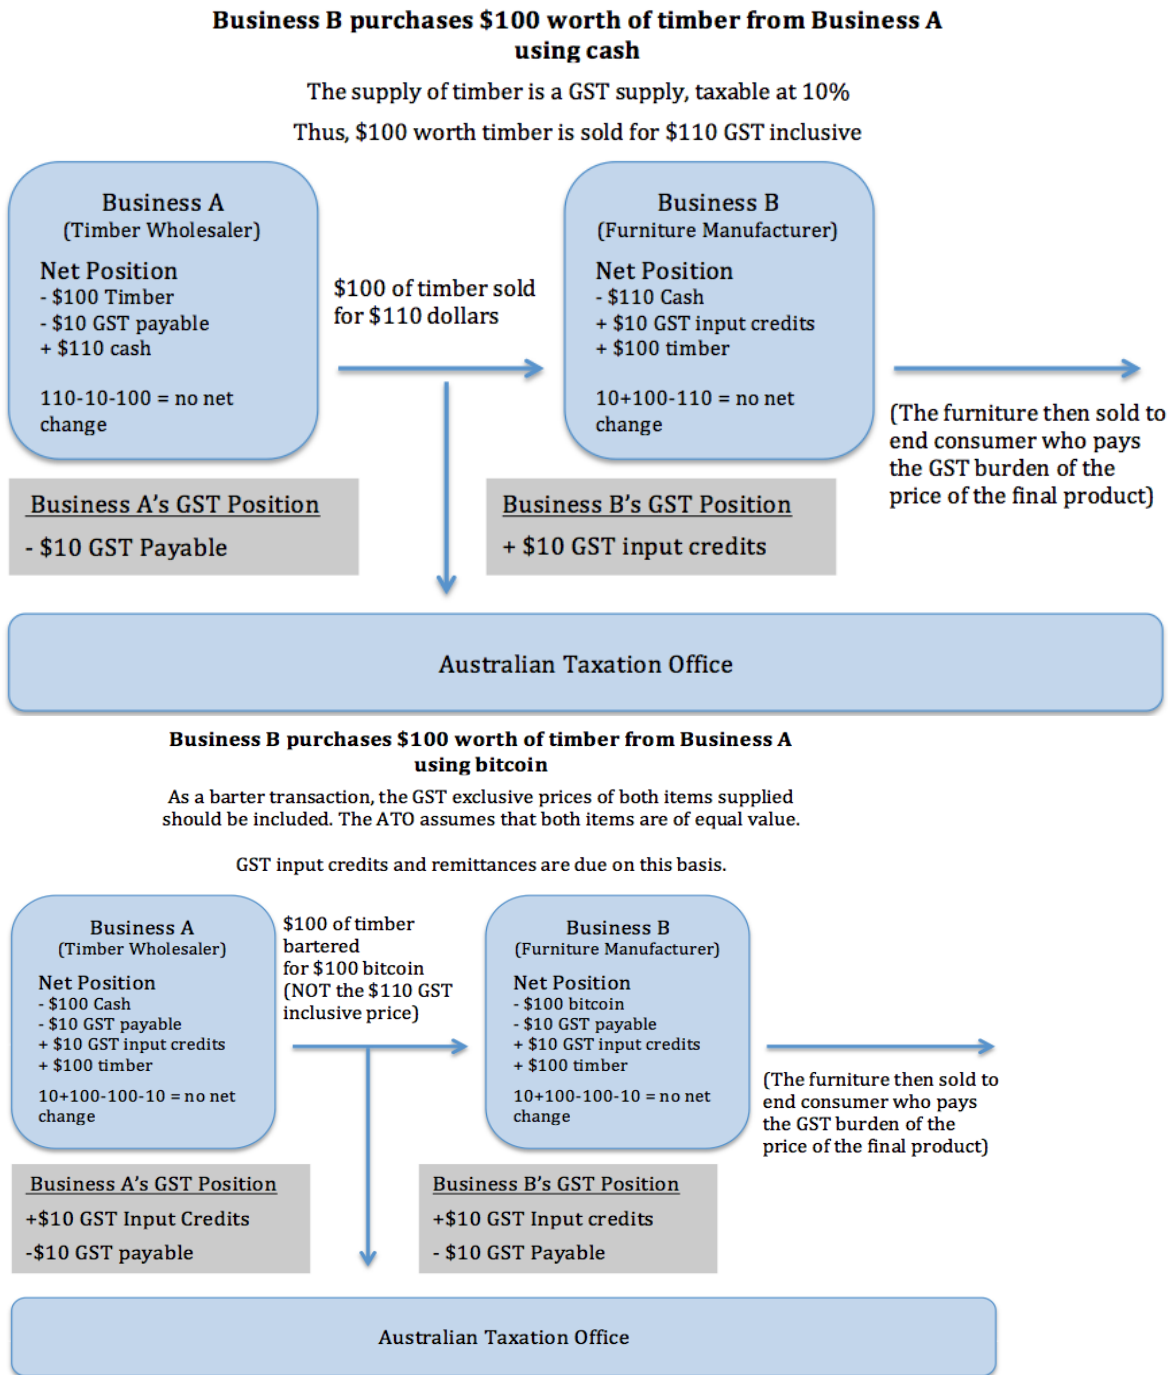 Business B purchases $100 worth of timber from Business A
using cash
The supply of timber is a GST supply, taxable at 10%
Thus, $100 worth timber is sold for $110 GST inclusive
Business A
(Timber Wholesaler)
Net Position
- $100 Timber
- $10 GST payable
+ $110 cash
110-10-100 = no net
change
$100 of timber sold
for $110 dollars
Business B
(Furniture Manufacturer)
Net Position
- $110 Cash
+ $10 GST input credits
+ $100 timber
10+100-110 = no net
change
(The furniture then sold to
end consumer who pays
the GST burden of the
price of the final product)
Business A's GST Position
- $10 GST Payable
Business B's GST Position
+ $10 GST input credits
Australian Taxation Office
Business B purchases $100 worth of timber from Business A
using bitcoin
As a barter transaction, the GST exclusive prices of both items supplied
should be included. The ATO assumes that both items are of equal value.
GST input credits and remittances are due on this basis.
Business A
(Timber Wholesaler)
Net Position
- $100 Cash
- $10 GST payable
+ $10 GST input credits
+ $100 timber
10+100-100-10 = no net
change
$100 of timber
bartered
for $100 bitcoin
(NOT the $110 GST
inclusive price)
Business B
(Furniture Manufacturer)
Net Position
- $100 bitcoin
- $10 GST payable
+ $10 GST input credits
+ $100 timber
10+100-100-10 = no net
change
(The furniture then sold to
end consumer who pays
the GST burden of the
price of the final product)
Business A's GST Position
+$10 GST Input Credits
-$10 GST payable
Business B's GST Position
+$10 GST Input credits
- $10 GST Payable
Australian Taxation Office